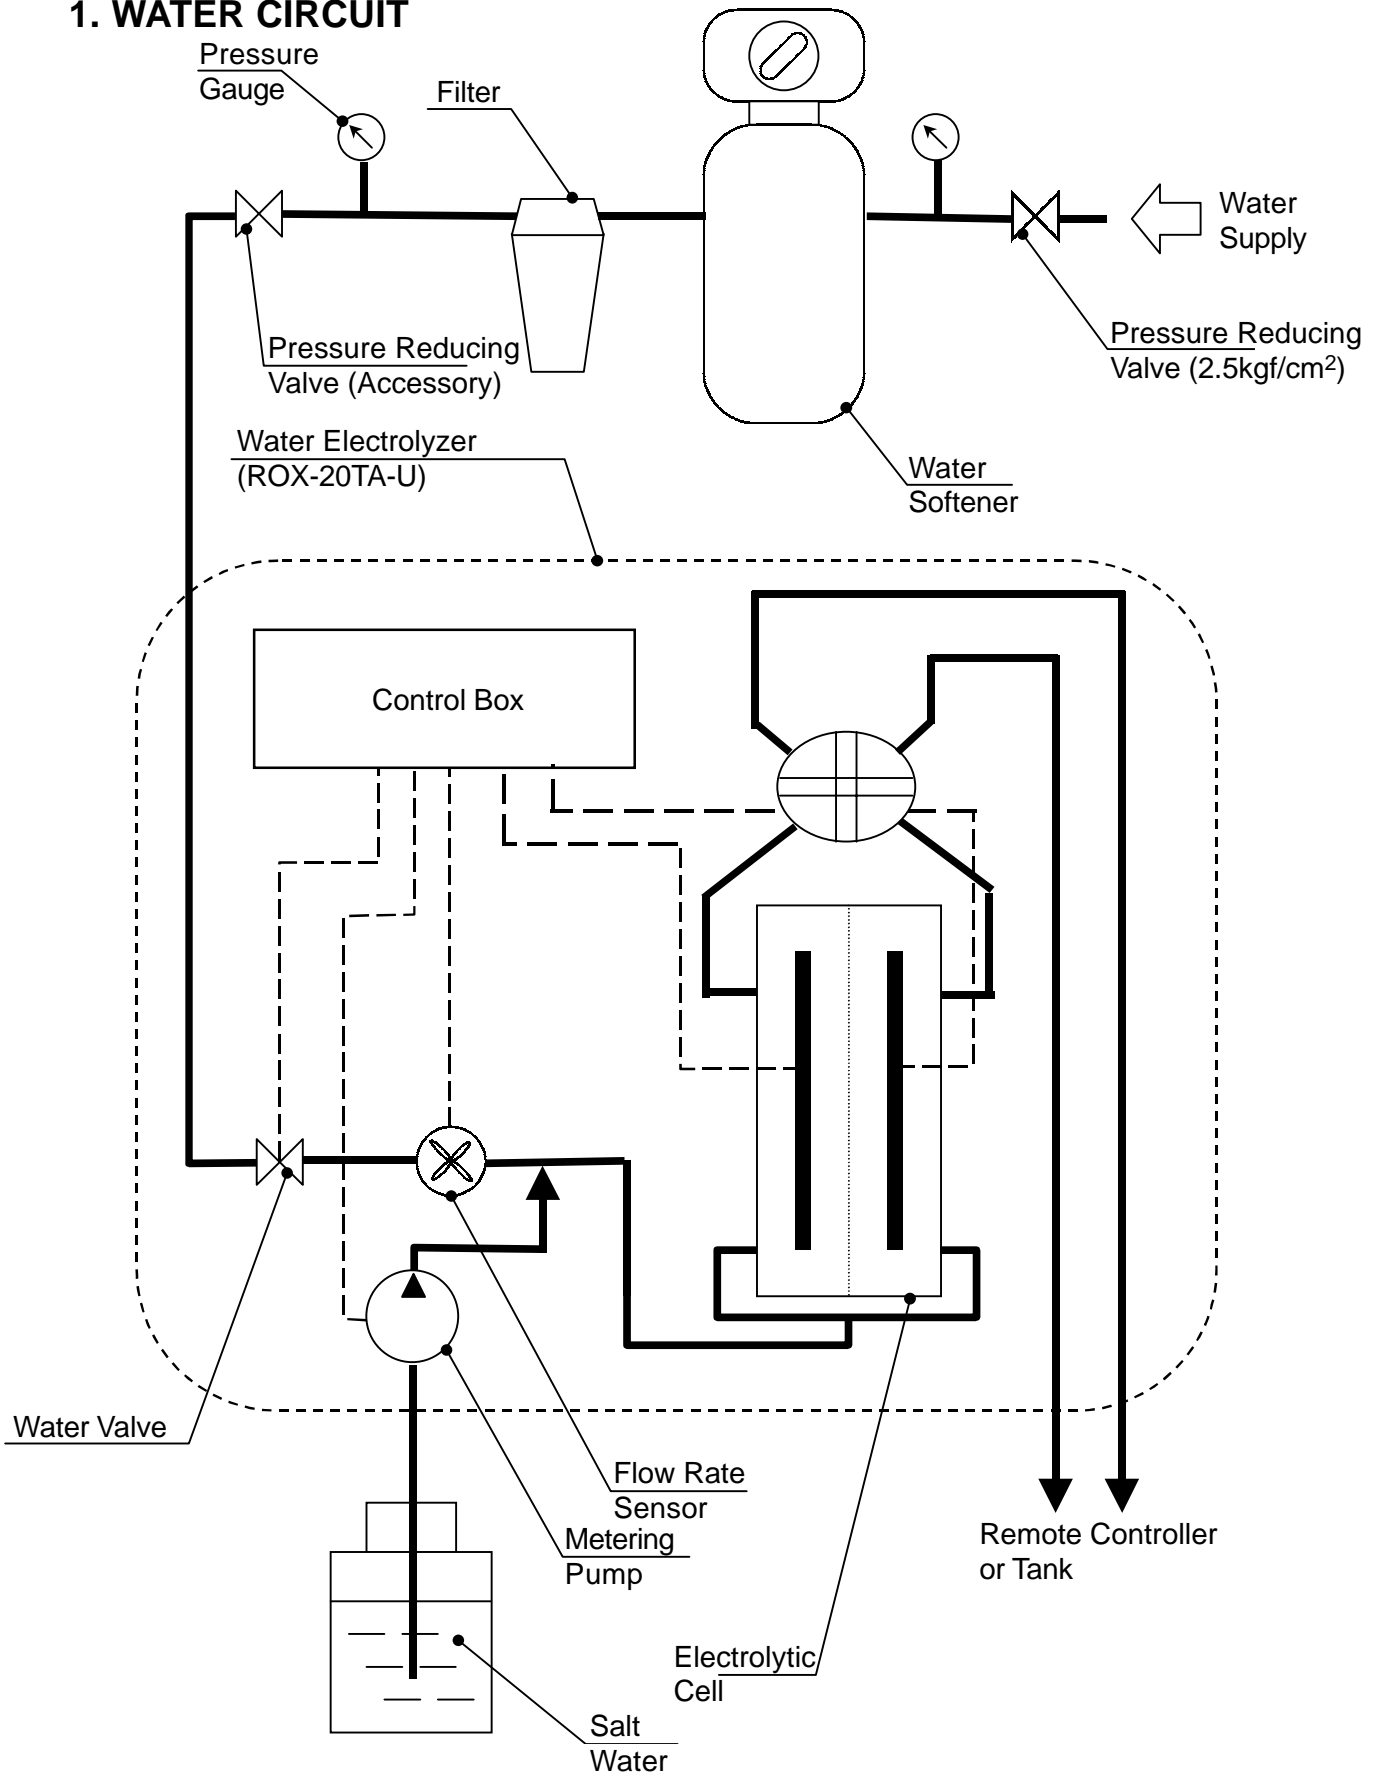 1. WATER CIRCUIT
Pressure
Gauge
Filter
Water
Supply
Pressure Reducing
Valve (Accessory)
Pressure Reducing
Valve (2.5kgf/cm²)
Water Electrolyzer
(ROX-20TA-U)
Water
Softener
Control Box
Water Valve
Flow Rate
Sensor
Metering
Pump
Remote Controller
or Tank
Electrolytic
Cell
Salt
Water